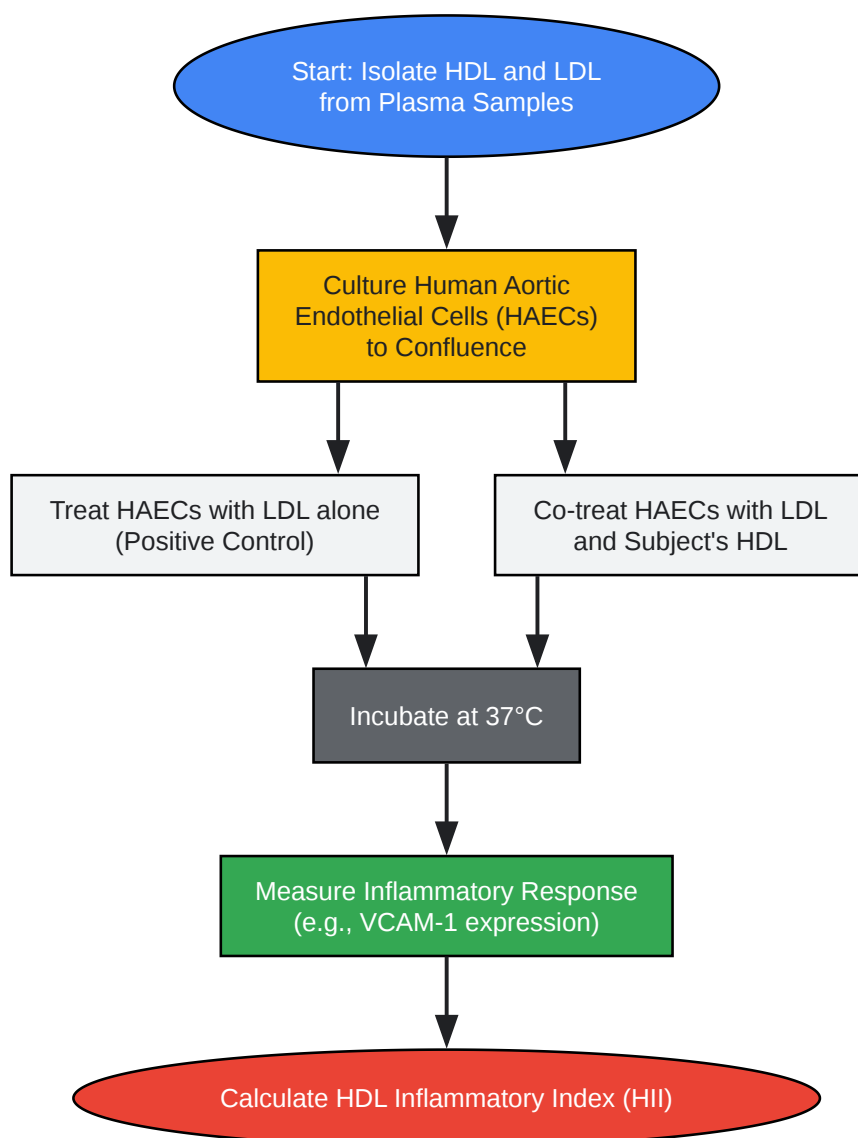 Start: Isolate HDL and LDL
from Plasma Samples
Culture Human Aortic
Endothelial Cells (HAECs)
to Confluence
Treat HAECs with LDL alone
(Positive Control)
Co-treat HAECs with LDL
and Subject's HDL
Incubate at 37°C
Measure Inflammatory Response
(e.g., VCAM-1 expression)
Calculate HDL Inflammatory Index (HII)